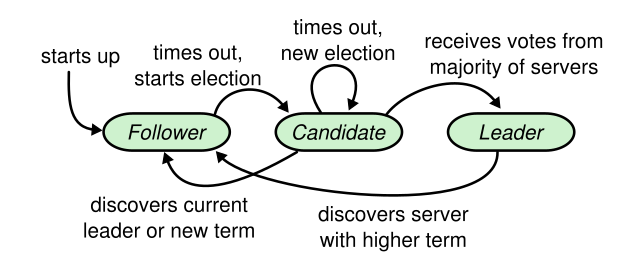 starts up
times out,
starts election
times out,
new election
receives votes from
majority of servers
Follower
Candidate
Leader
discovers current
leader or new term
discovers server
with higher term